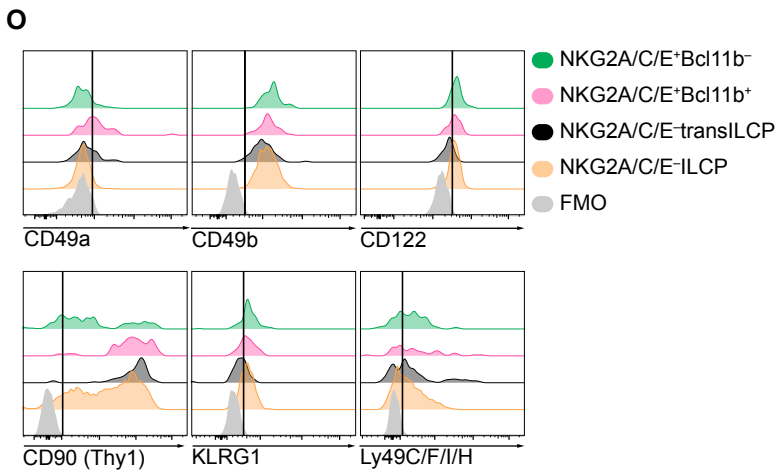 O
NKG2A/C/E⁺Bcl11b⁻
NKG2A/C/E⁺Bcl11b⁺
NKG2A/C/E⁻transILCP
NKG2A/C/E⁻ILCP
FMO
CD49a
CD49b
CD122
CD90 (Thy1)
KLRG1
Ly49C/F/I/H